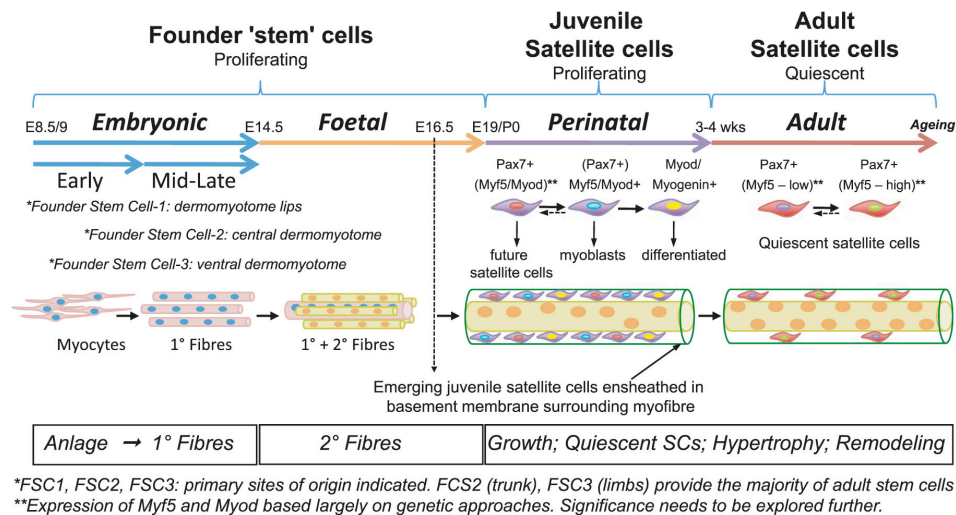 Founder 'stem' cells
Proliferating
Juvenile
Satellite cells
Proliferating
Adult
Satellite cells
Quiescent
E8.5/9
Embryonic
E14.5
Foetal
E16.5
E19/P0
Perinatal
3-4 wks
Adult
Ageing
Early
Mid-Late
*Founder Stem Cell-1: dermomyotome lips
*Founder Stem Cell-2: central dermomyotome
*Founder Stem Cell-3: ventral dermomyotome
Pax7+
(Myf5/Myod)**
(Pax7+)
Myf5/Myod+
Myod/
Myogenin+
future
satellite cells
myoblasts
differentiated
Pax7+
(Myf5 – low)**
Pax7+
(Myf5 – high)**
Quiescent satellite cells
Myocytes
1° Fibres
1° + 2° Fibres
Emerging juvenile satellite cells ensheathed in
basement membrane surrounding myofibre
Anlage → 1° Fibres
2° Fibres
Growth; Quiescent SCs; Hypertrophy; Remodeling
*FSC1, FSC2, FSC3: primary sites of origin indicated. FCS2 (trunk), FSC3 (limbs) provide the majority of adult stem cells
**Expression of Myf5 and Myod based largely on genetic approaches. Significance needs to be explored further.